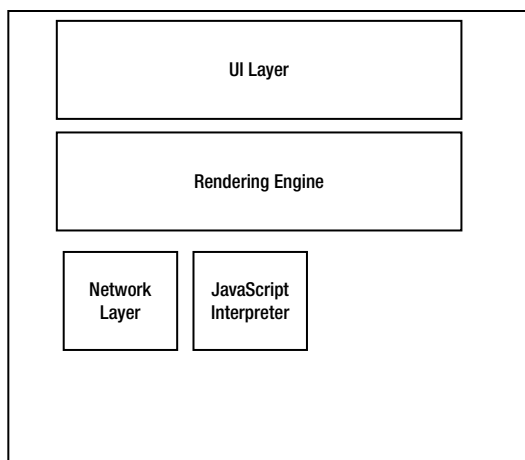 UI Layer
Rendering Engine
Network
Layer
JavaScript
Interpreter